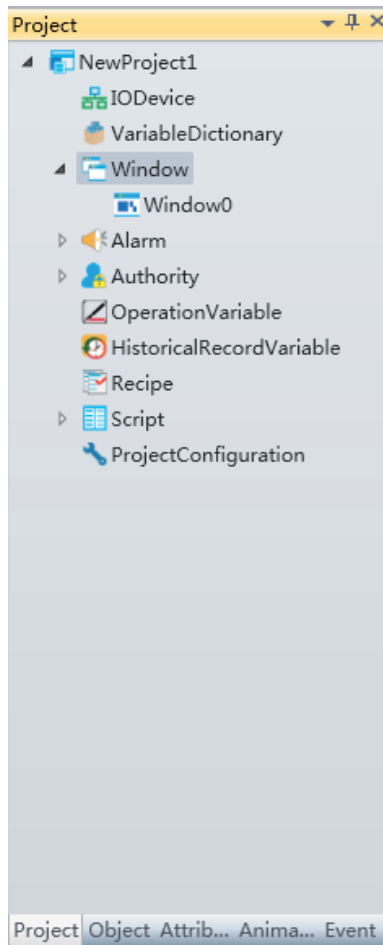 Project
NewProject1
IODevice
VariableDictionary
Window
Window0
Alarm
Authority
OperationVariable
HistoricalRecordVariable
Recipe
Script
ProjectConfiguration
Project Object Attrib... Anima... Event